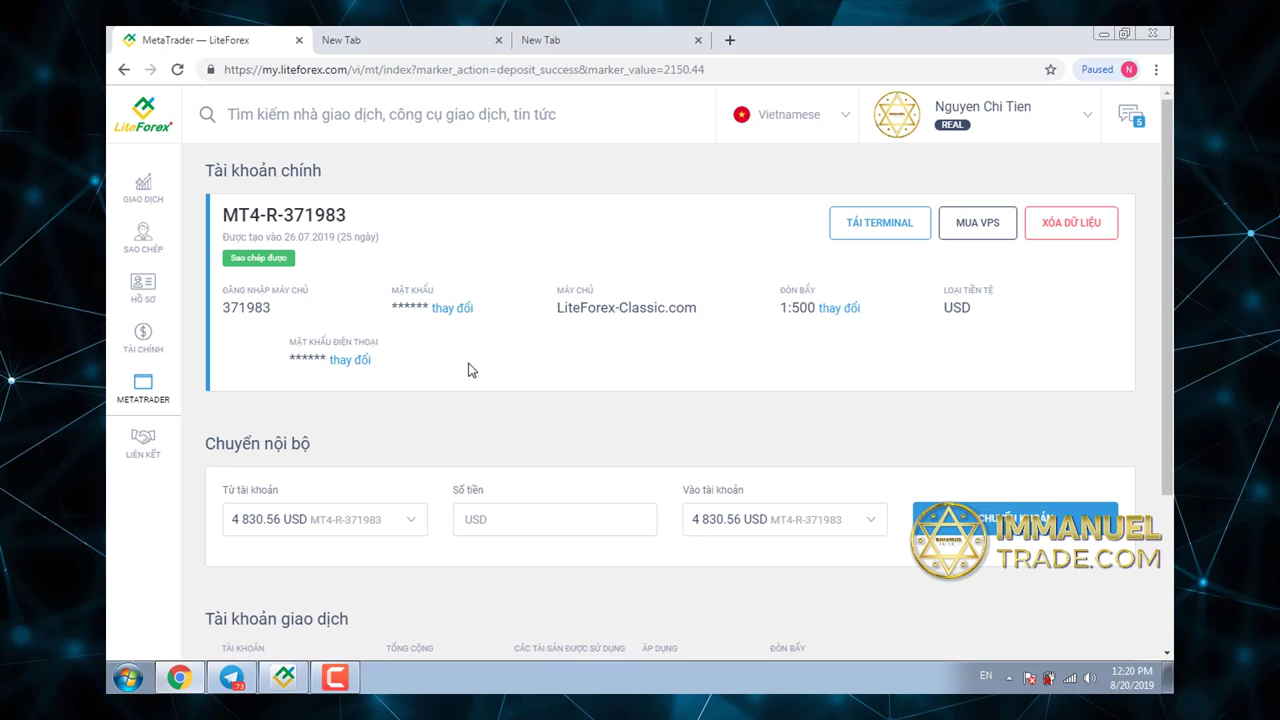 MetaTrader — LiteForex
New Tab
New Tab
https://my.liteforex.com/vi/mt/index?marker_action=deposit_success&marker_value=2150.44
Paused
N
LiteForex
Tìm kiếm nhà giao dịch, công cụ giao dịch, tin tức
Vietnamese
Nguyen Chi Tien
REAL
5
GIAO DỊCH
SAO CHÉP
HỒ SƠ
TÀI CHÍNH
METATRADER
LIÊN KẾT
Tài khoản chính
MT4-R-371983
Được tạo vào 26.07.2019 (25 ngày)
Sao chép được
TẢI TERMINAL
MUA VPS
XÓA DỮ LIỆU
ĐĂNG NHẬP MÁY CHỦ
MẬT KHẨU
MÁY CHỦ
ĐÒN BẨY
LOẠI TIỀN TỆ
371983
****** thay đổi
LiteForex-Classic.com
1:500 thay đổi
USD
MẬT KHẨU ĐIỆN THOẠI
****** thay đổi
Chuyển nội bộ
Từ tài khoản
Số tiền
Vào tài khoản
4 830.56 USD MT4-R-371983
USD
4 830.56 USD MT4-R-371983
IMMANUEL
TRADE.COM
Tài khoản giao dịch
TÀI KHOẢN
TỔNG CỘNG
CÁC TÀI SẢN ĐƯỢC SỬ DỤNG
ÁP DỤNG
ĐÒN BẨY
73
EN
12:20 PM
8/20/2019